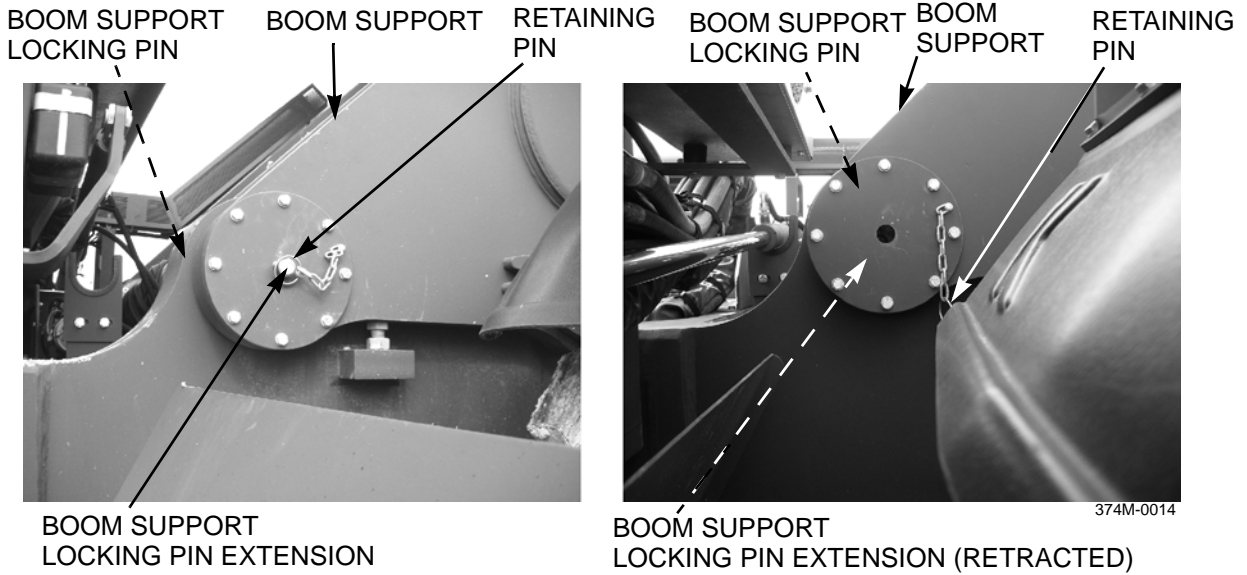 BOOM SUPPORT
LOCKING PIN
BOOM SUPPORT
RETAINING
PIN
BOOM SUPPORT
LOCKING PIN EXTENSION
BOOM SUPPORT
LOCKING PIN
BOOM
SUPPORT
RETAINING
PIN
374M-0014
BOOM SUPPORT
LOCKING PIN EXTENSION (RETRACTED)